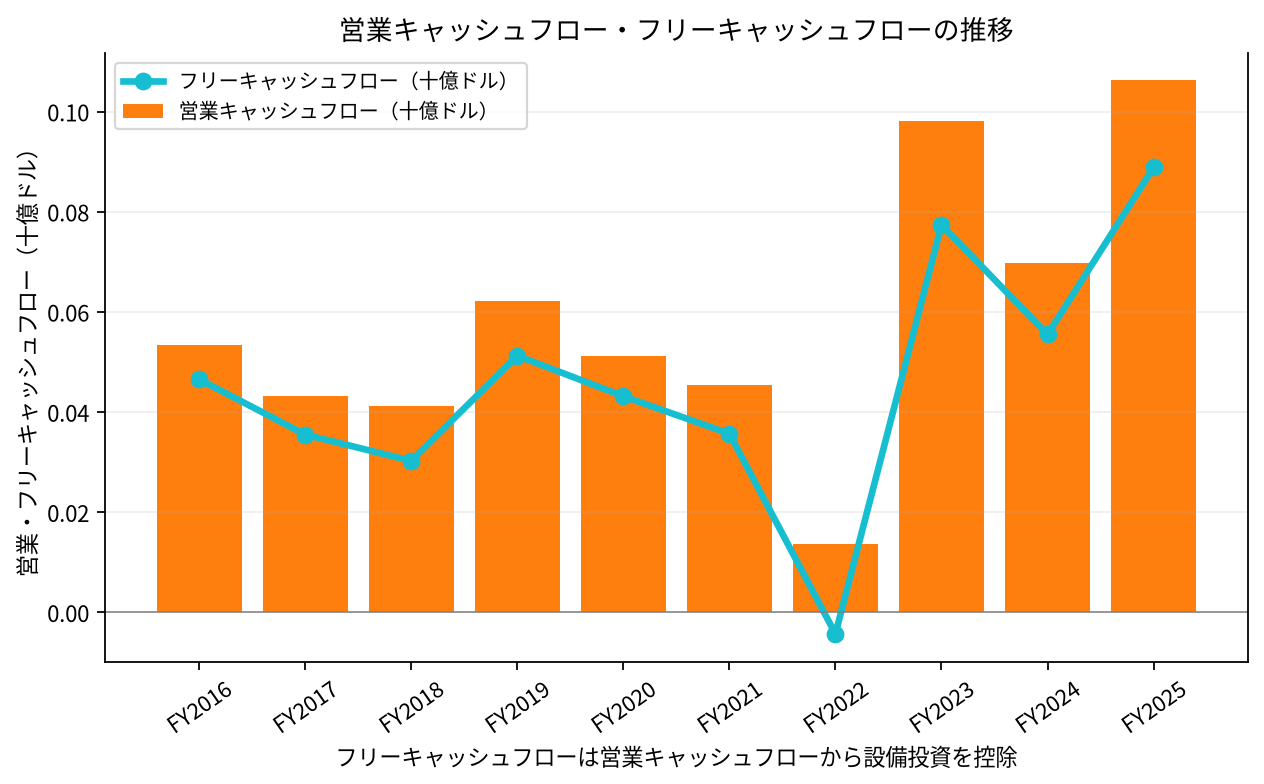 営業キャッシュフロー・フリーキャッシュフローの推移
フリーキャッシュフロー（十億ドル）
営業キャッシュフロー（十億ドル）
営業・フリーキャッシュフロー（十億ドル）
0.10
0.08
0.06
0.04
0.02
0.00
FY2016
FY2017
FY2018
FY2019
FY2020
FY2021
FY2022
FY2023
FY2024
FY2025
フリーキャッシュフローは営業キャッシュフローから設備投資を控除